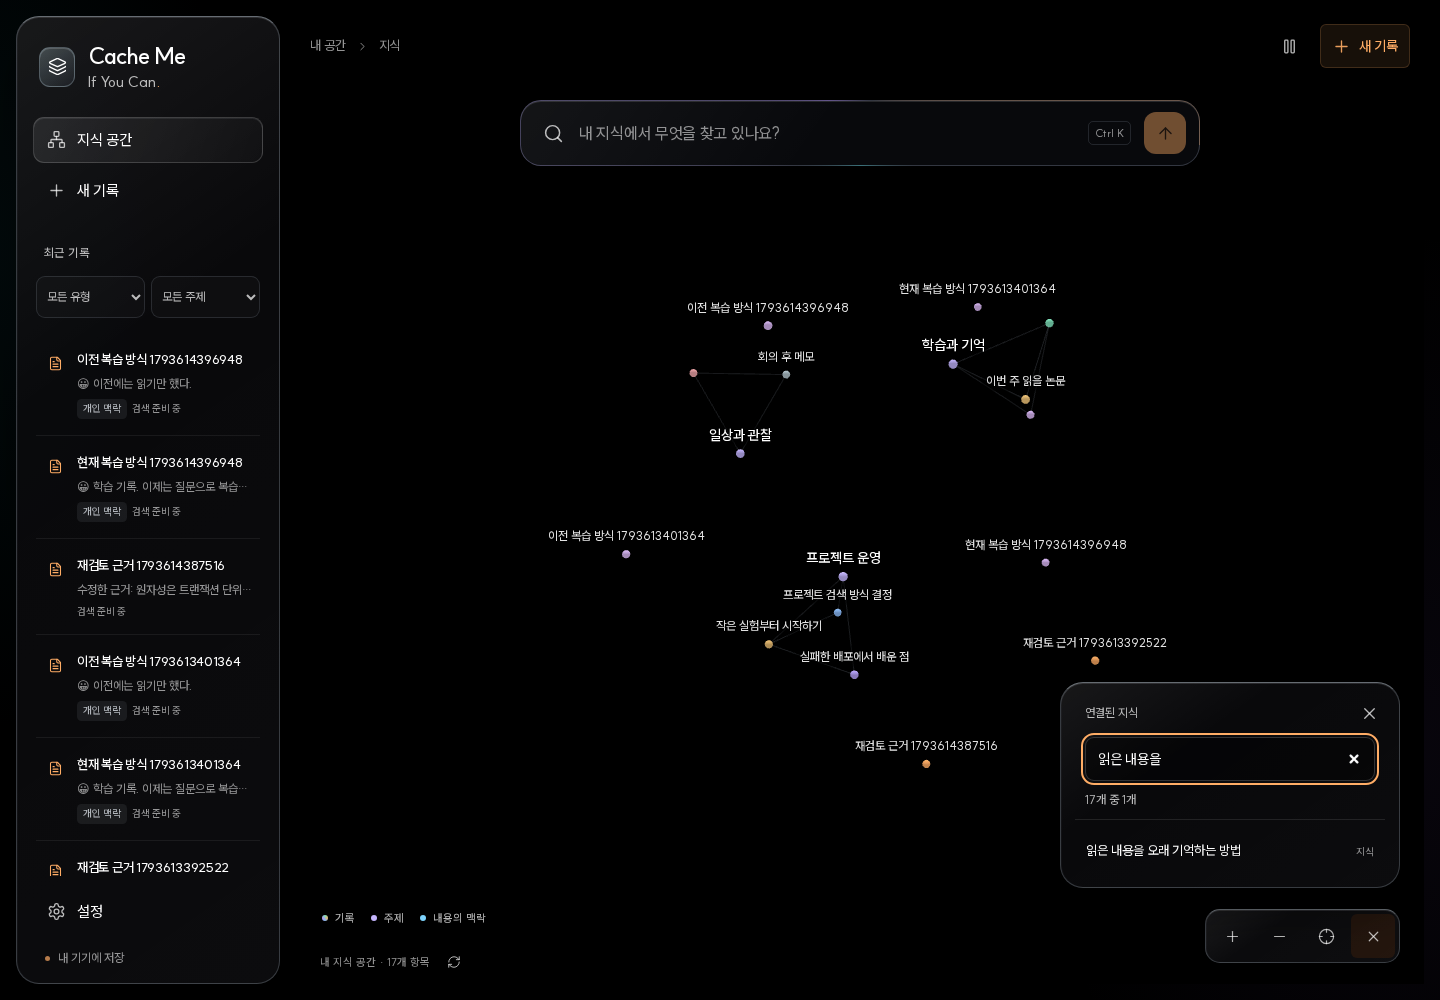 Cache Me
If You Can.
지식 공간
새 기록
최근 기록
모든 유형
모든 주제
이전 복습 방식 1793614396948
😀 이전에는 읽기만 했다.
개인 맥락 검색 준비 중
현재 복습 방식 1793614396948
😀 학습 기록. 이제는 질문으로 복습…
개인 맥락 검색 준비 중
재검토 근거 1793614387516
수정한 근거: 원자성은 트랜잭션 단위…
검색 준비 중
이전 복습 방식 1793613401364
😀 이전에는 읽기만 했다.
개인 맥락 검색 준비 중
현재 복습 방식 1793613401364
😀 학습 기록. 이제는 질문으로 복습…
개인 맥락 검색 준비 중
재검토 근거 1793613392522
설정
내 기기에 저장
내 공간 > 지식
새 기록
내 지식에서 무엇을 찾고 있나요?
Ctrl K
현재 복습 방식 1793613401364
이전 복습 방식 1793614396948
학습과 기억
회의 후 메모
이번 주 읽을 논문
일상과 관찰
이전 복습 방식 1793613401364
현재 복습 방식 1793614396948
프로젝트 운영
프로젝트 검색 방식 결정
작은 실험부터 시작하기
재검토 근거 1793613392522
실패한 배포에서 배운 점
재검토 근거 1793614387516
연결된 지식
읽은 내용을
17개 중 1개
읽은 내용을 오래 기억하는 방법
지식
기록
주제
내용의 맥락
내 지식 공간 · 17개 항목